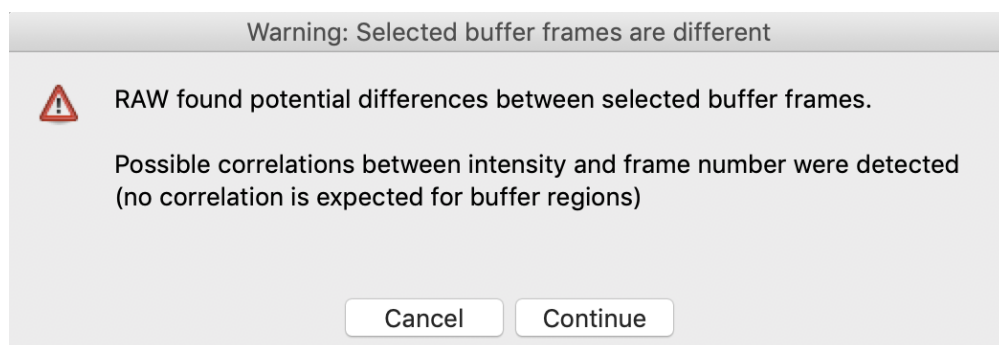 Warning: Selected buffer frames are different
RAW found potential differences between selected buffer frames.
Possible correlations between intensity and frame number were detected
(no correlation is expected for buffer regions)
Cancel Continue